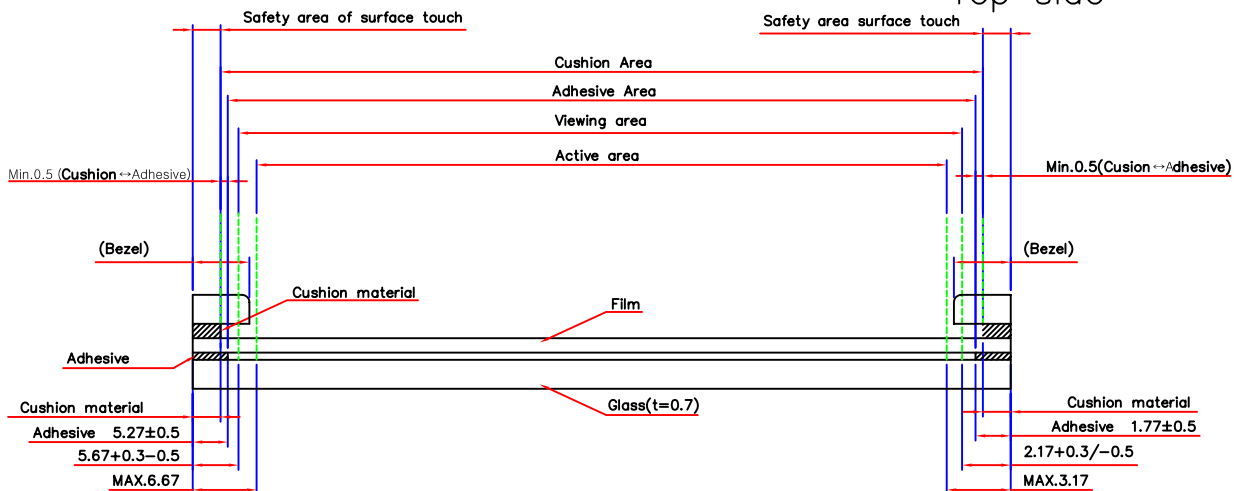 Top side
Safety area of surface touch
Safety area surface touch
Cushion Area
Adhesive Area
Viewing area
Active area
Min.0.5 (Cushion↔Adhesive)
Min.0.5(Cusion↔Adhesive)
(Bezel)
(Bezel)
Cushion material
Film
Adhesive
Cushion material
Glass(t=0.7)
Cushion material
Adhesive 5.27±0.5
Adhesive 1.77±0.5
5.67+0.3-0.5
2.17+0.3/-0.5
MAX.6.67
MAX.3.17